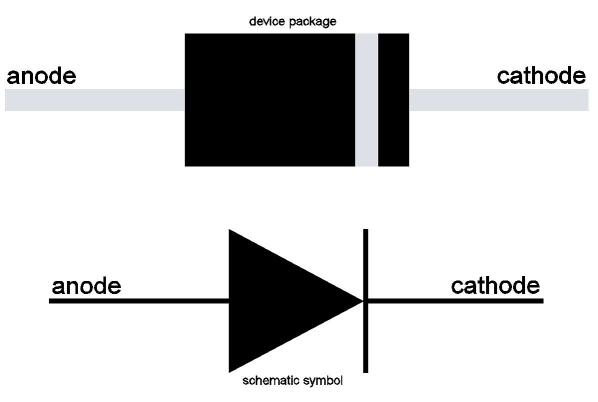 device package
anode
cathode
anode
cathode
schematic symbol